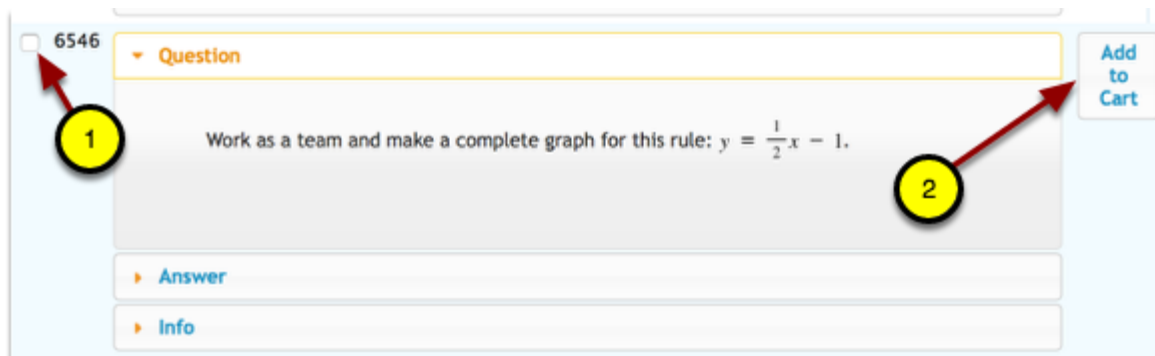 6546
Question
Add
to
Cart
1
Work as a team and make a complete graph for this rule: y = 1/2 x − 1.
2
Answer
Info